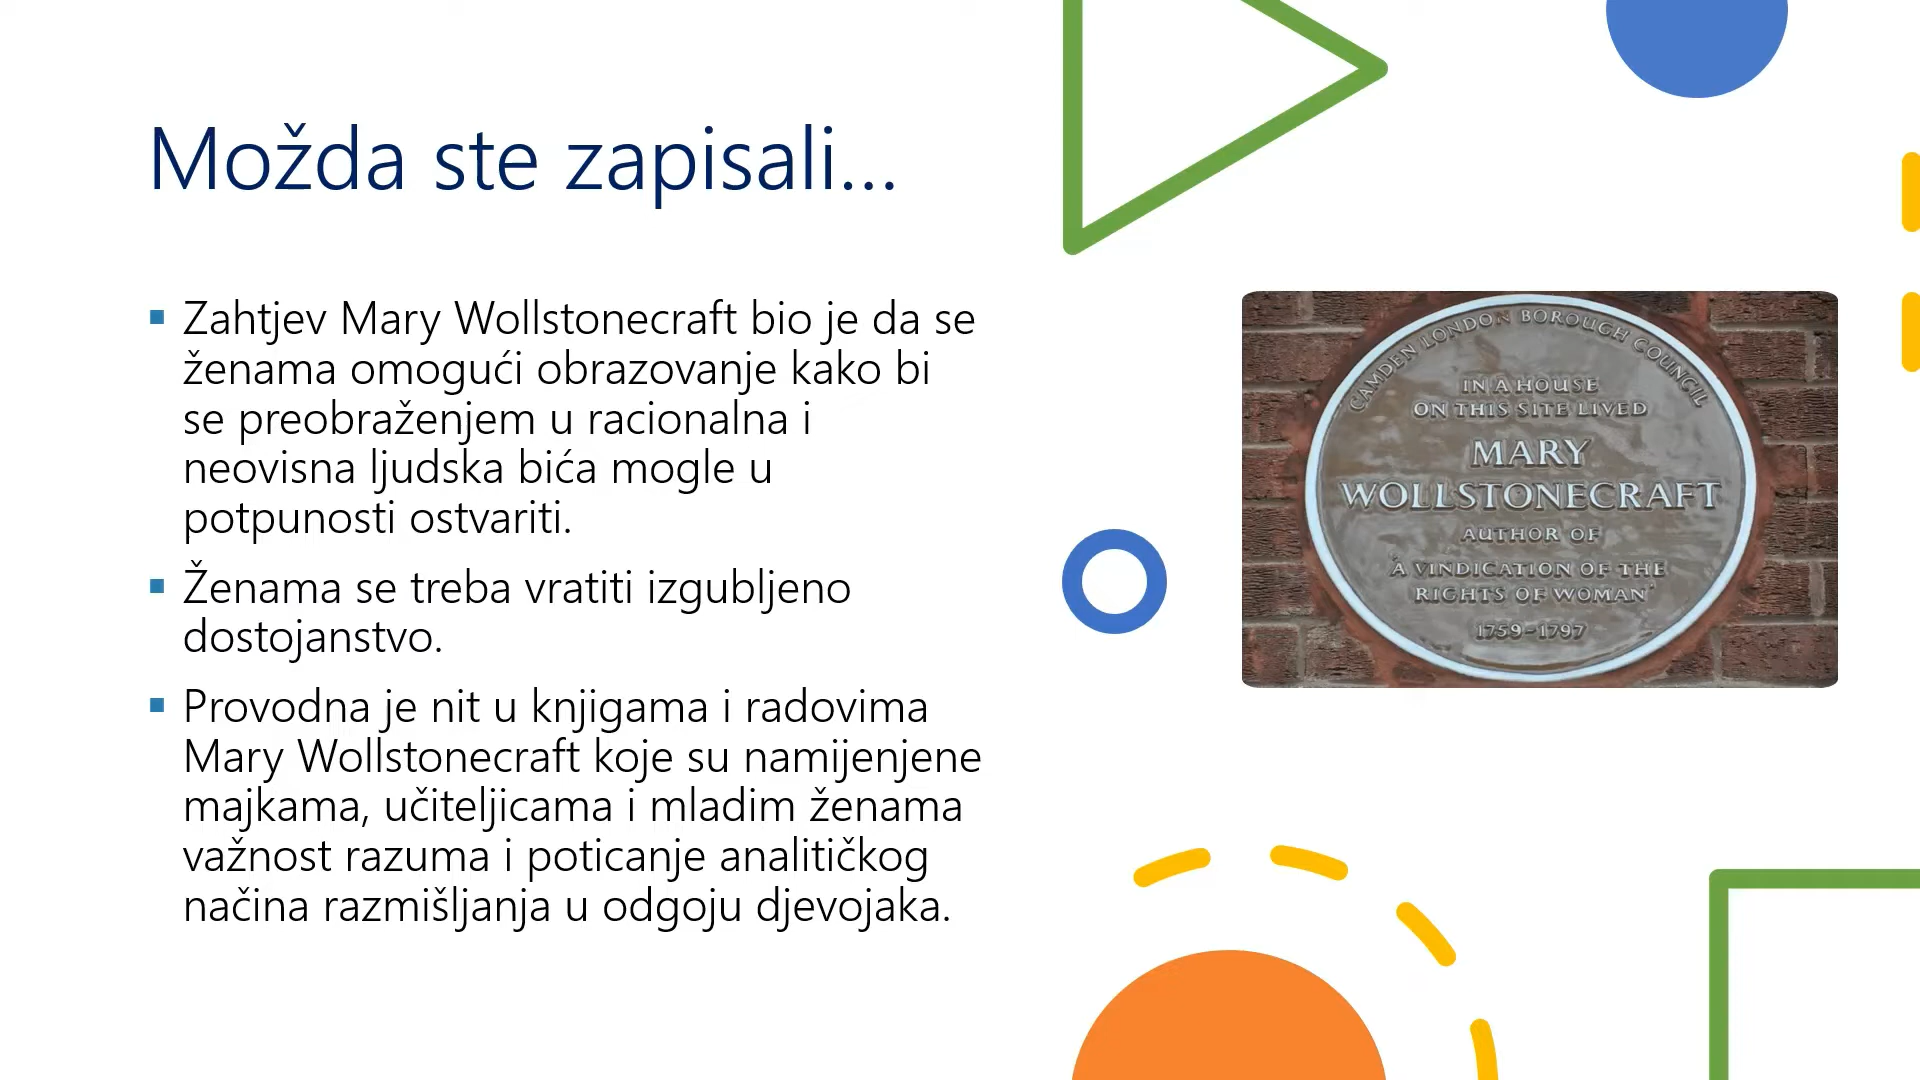 Možda ste zapisali...
Zahtjev Mary Wollstonecraft bio je da se
ženama omogući obrazovanje kako bi
se preobraženjem u racionalna i
neovisna ljudska bića mogle u
potpunosti ostvariti.
Ženama se treba vratiti izgubljeno
dostojanstvo.
Provodna je nit u knjigama i radovima
Mary Wollstonecraft koje su namijenjene
majkama, učiteljicama i mladim ženama
važnost razuma i poticanje analitičkog
načina razmišljanja u odgoju djevojaka.
CAMDEN LONDON BOROUGH COUNCIL
IN A HOUSE
ON THIS SITE LIVED
MARY
WOLLSTONECRAFT
AUTHOR OF
'A VINDICATION OF THE
RIGHTS OF WOMAN'
1759-1797